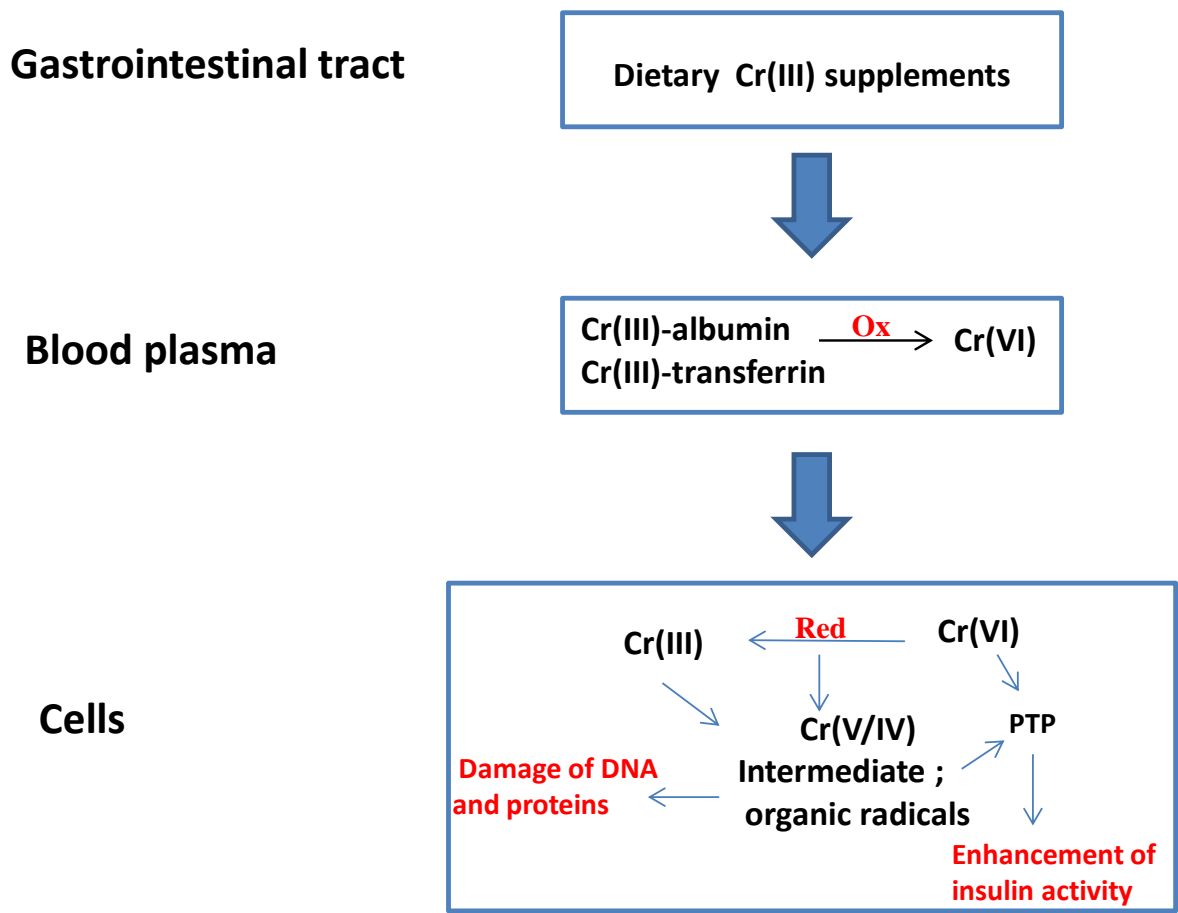 Gastrointestinal tract
Dietary Cr(III) supplements
Blood plasma
Cr(III)-albumin
Cr(III)-transferrin
Ox
Cr(VI)
Cells
Cr(III)
Red
Cr(VI)
Cr(V/IV)
Intermediate ;
organic radicals
PTP
Damage of DNA
and proteins
Enhancement of
insulin activity